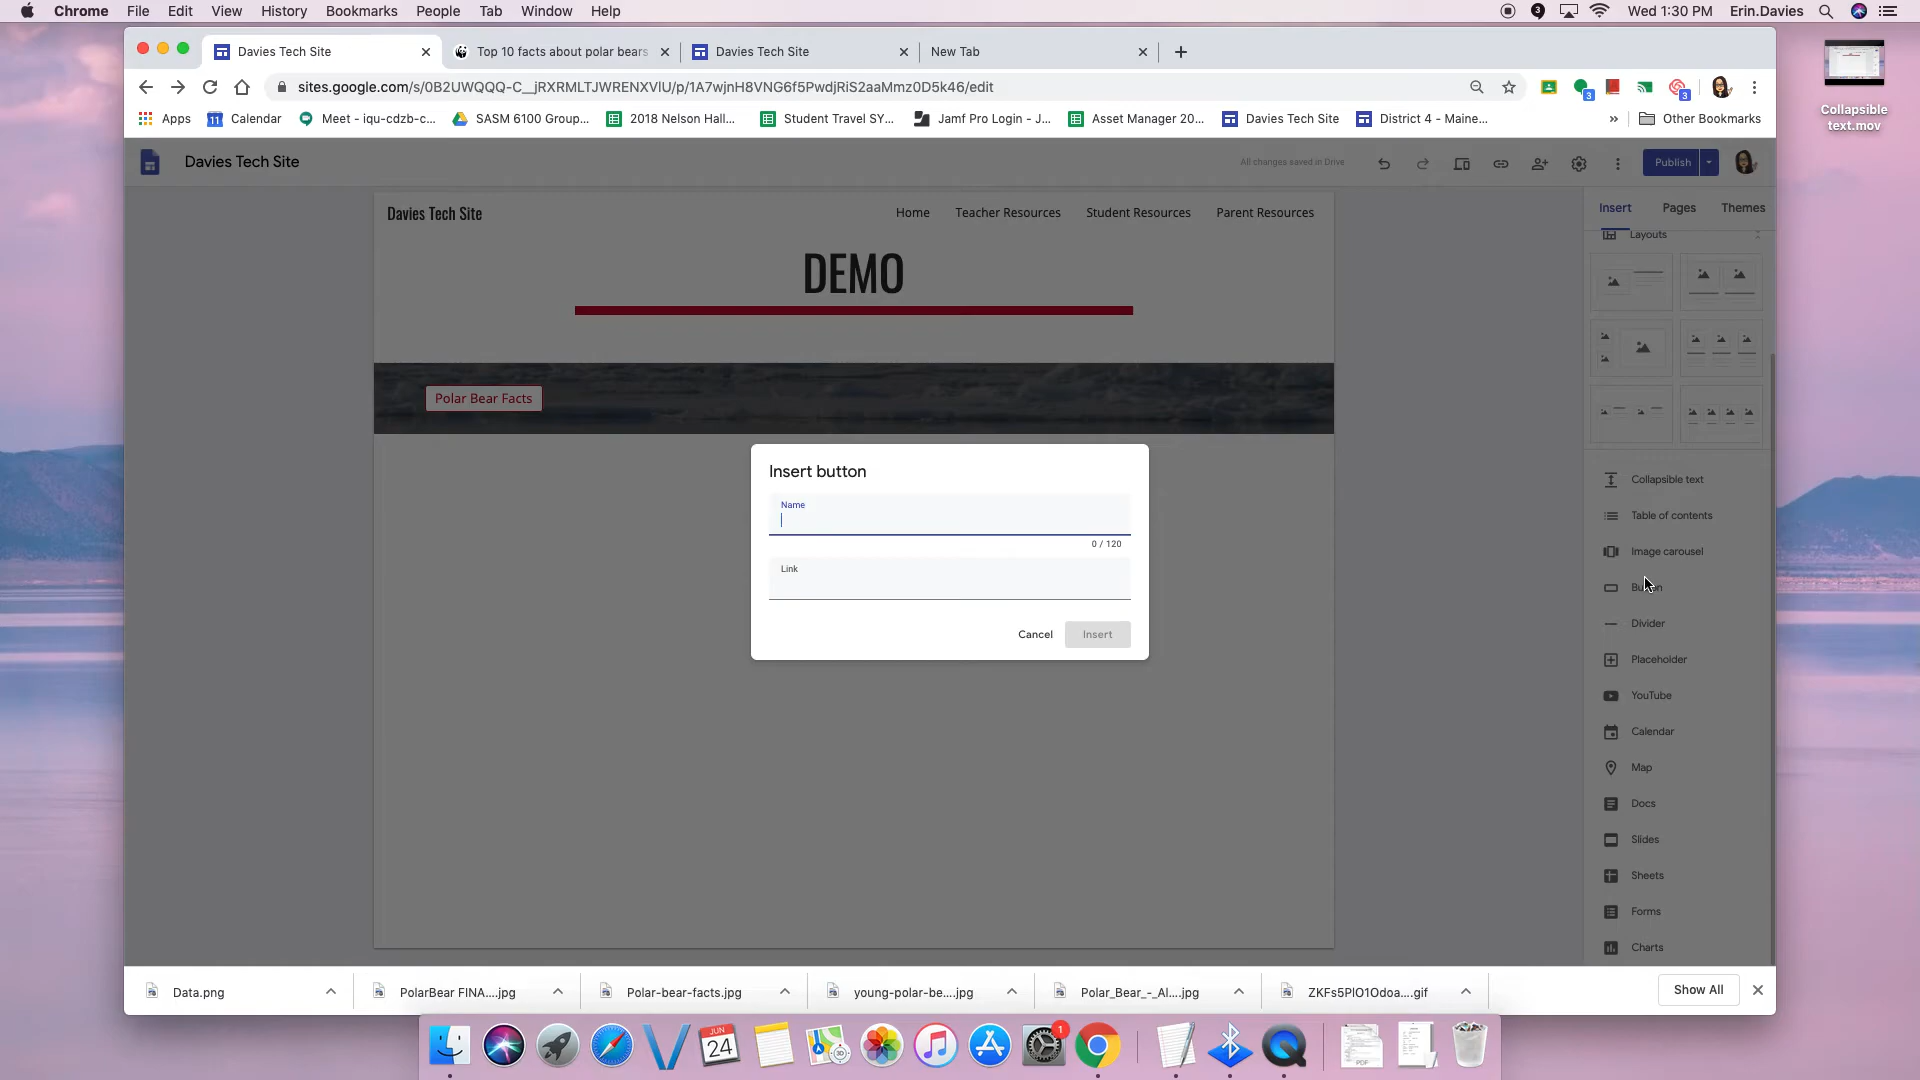 Chrome File Edit View History Bookmarks People Tab Window Help
3 Wed 1:30 PM Erin.Davies
Davies Tech Site
Top 10 facts about polar bears
Davies Tech Site
New Tab
sites.google.com/s/0B2UWQQQ-C__jRXRMLTJWRENXVlU/p/1A7wjnH8VNG6f5PwdjRiS2aaMmz0D5k46/edit
3 3
Apps 11 Calendar Meet - iqu-cdzb-c... SASM 6100 Group... 2018 Nelson Hall... Student Travel SY... Jamf Pro Login - J... Asset Manager 20... Davies Tech Site District 4 - Maine... » Other Bookmarks
Collapsible
text.mov
Davies Tech Site
All changes saved in Drive
Publish
Davies Tech Site
Home Teacher Resources Student Resources Parent Resources
DEMO
Polar Bear Facts
Insert Pages Themes
Layouts
Collapsible text
Table of contents
Image carousel
Divider
Placeholder
YouTube
Calendar
Map
Docs
Slides
Sheets
Forms
Charts
Insert button
Name
0 / 120
Link
Cancel Insert
Data.png
PolarBear FINA....jpg
Polar-bear-facts.jpg
young-polar-be....jpg
Polar_Bear_-_Al....jpg
ZKFs5PlO1Odoa....gif
Show All
JUN
24
1
PDF